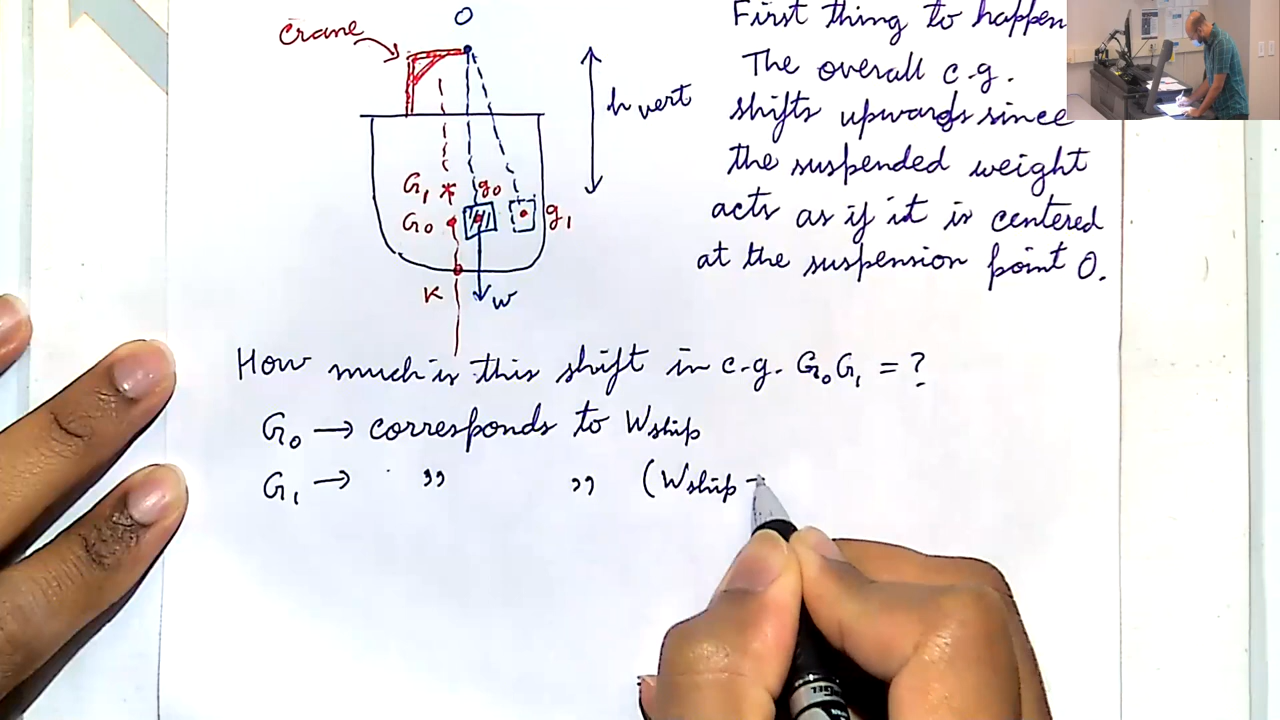 O
Crane
h vert
G₁
g₀
G₀
g₁
K
W
First thing to happen
The overall c.g.
shifts upwards since
the suspended weight
acts as if it is centered
at the suspension point O.
How much is this shift in c.g. G₀G₁ = ?
G₀ → corresponds to Wship
G₁ → ,, ,, (Wship -